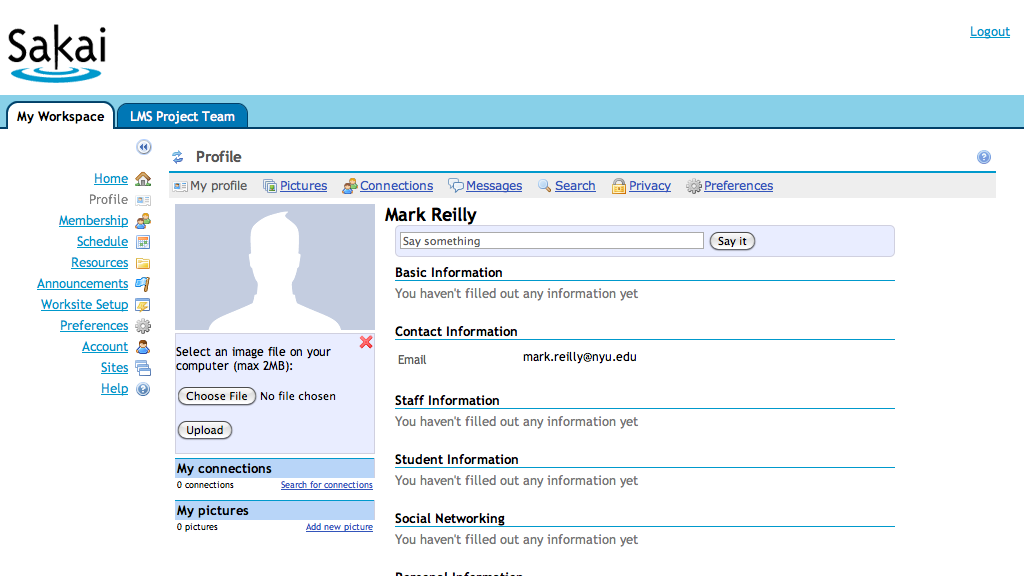 Sakai
Logout
My Workspace
LMS Project Team
Home
Profile
Membership
Schedule
Resources
Announcements
Worksite Setup
Preferences
Account
Sites
Help
Profile
My profile Pictures Connections Messages Search Privacy Preferences
Select an image file on your
computer (max 2MB):
Choose File No file chosen
Upload
My connections
0 connections Search for connections
My pictures
0 pictures Add new picture
Mark Reilly
Say something Say it
Basic Information
You haven't filled out any information yet
Contact Information
Email mark.reilly@nyu.edu
Staff Information
You haven't filled out any information yet
Student Information
You haven't filled out any information yet
Social Networking
You haven't filled out any information yet
Personal Information